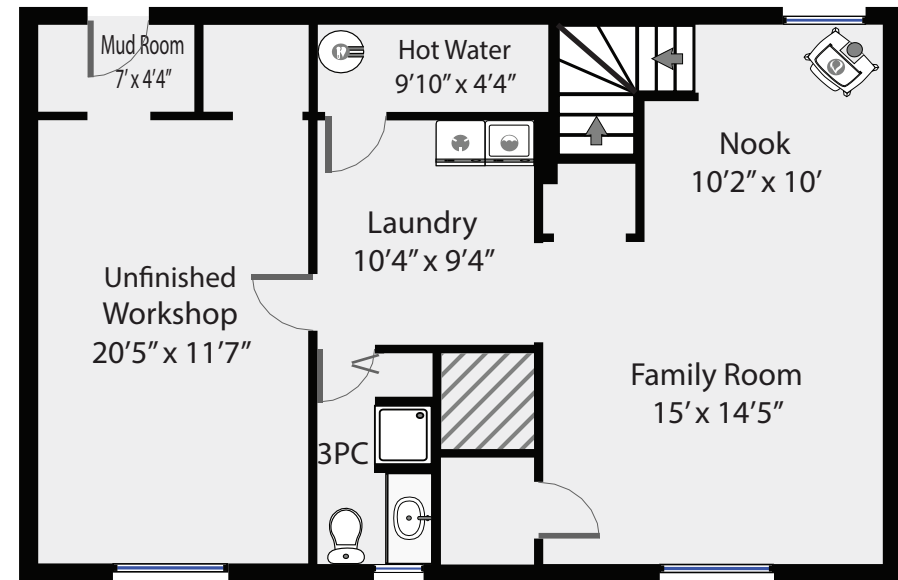 Mud Room
7' x 4'4"
Hot Water
9'10" x 4'4"
Nook
10'2" x 10'
Laundry
10'4" x 9'4"
Unfinished
Workshop
20'5" x 11'7"
Family Room
15' x 14'5"
3PC